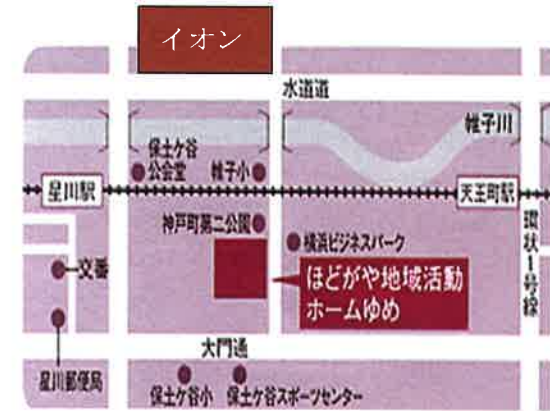 イオン
水道道
帷子川
保土ケ谷
公会堂
帷子小
星川駅
天王町駅
神戸町第二公園
横浜ビジネスパーク
環状1号線
交番
ほどがや地域活動
ホームゆめ
大門通
星川郵便局
保土ケ谷小
保土ケ谷スポーツセンター